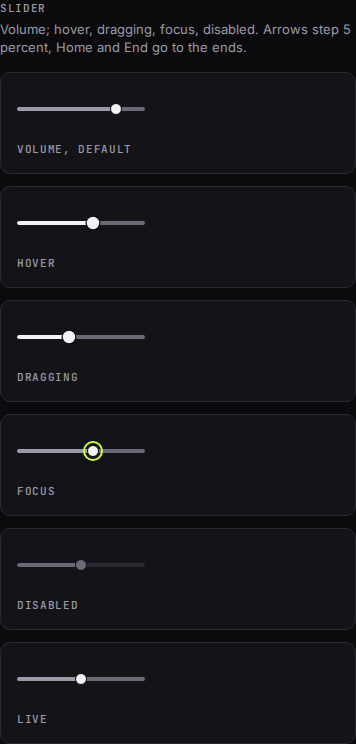 SLIDER
Volume; hover, dragging, focus, disabled. Arrows step 5
percent, Home and End go to the ends.
VOLUME, DEFAULT
HOVER
DRAGGING
FOCUS
DISABLED
LIVE